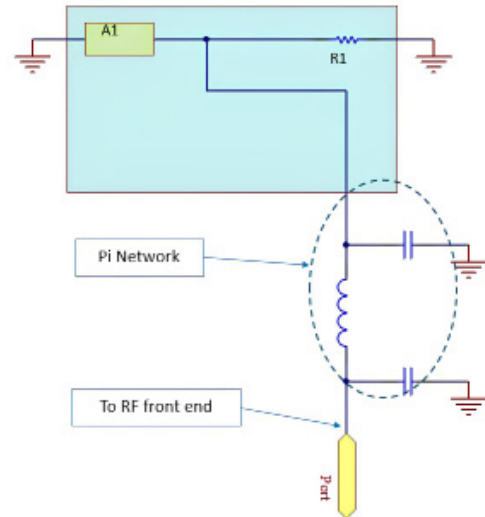 A1
R1
Pi Network
To RF front end
Port